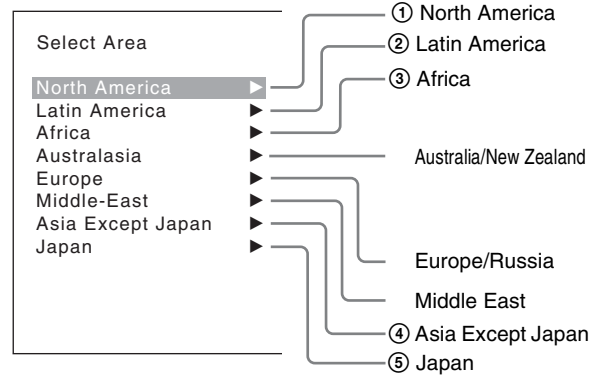 Select Area
North America ▶
Latin America ▶
Africa ▶
Australasia ▶
Europe ▶
Middle-East ▶
Asia Except Japan ▶
Japan ▶
① North America
② Latin America
③ Africa
Australia/New Zealand
Europe/Russia
Middle East
④ Asia Except Japan
⑤ Japan